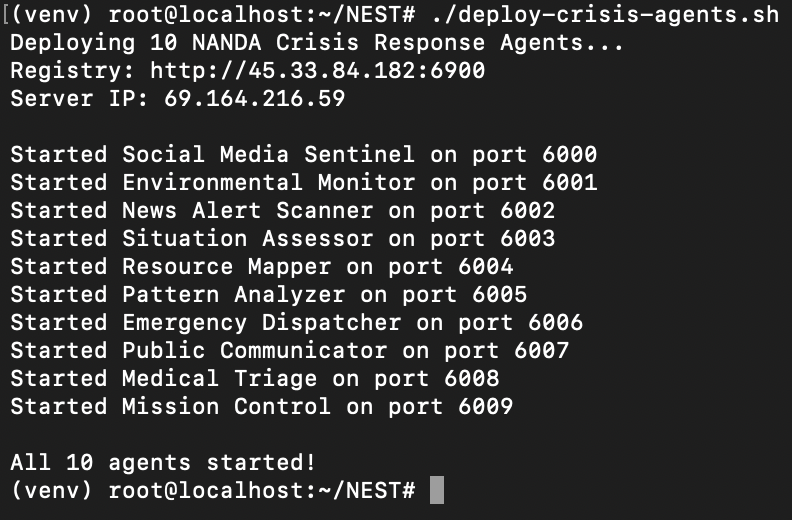 [(venv) root@localhost:~/NEST# ./deploy-crisis-agents.sh
Deploying 10 NANDA Crisis Response Agents...
Registry: http://45.33.84.182:6900
Server IP: 69.164.216.59
Started Social Media Sentinel on port 6000
Started Environmental Monitor on port 6001
Started News Alert Scanner on port 6002
Started Situation Assessor on port 6003
Started Resource Mapper on port 6004
Started Pattern Analyzer on port 6005
Started Emergency Dispatcher on port 6006
Started Public Communicator on port 6007
Started Medical Triage on port 6008
Started Mission Control on port 6009
All 10 agents started!
(venv) root@localhost:~/NEST#